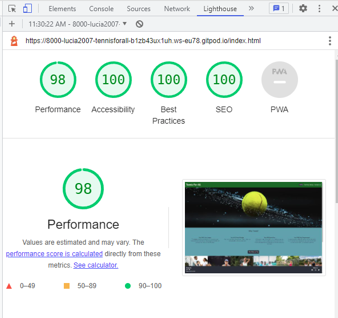 Elements Console Sources Network Lighthouse » 1
11:30:22 AM - 8000-lucia2007-
https://8000-lucia2007-tennisforall-b1zb43ux1uh.ws-eu78.gitpod.io/index.html
98 100 100 100 PWA
Performance Accessibility Best Practices SEO PWA
98
Performance
Values are estimated and may vary. The
performance score is calculated directly from these
metrics. See calculator.
0–49 50–89 90–100